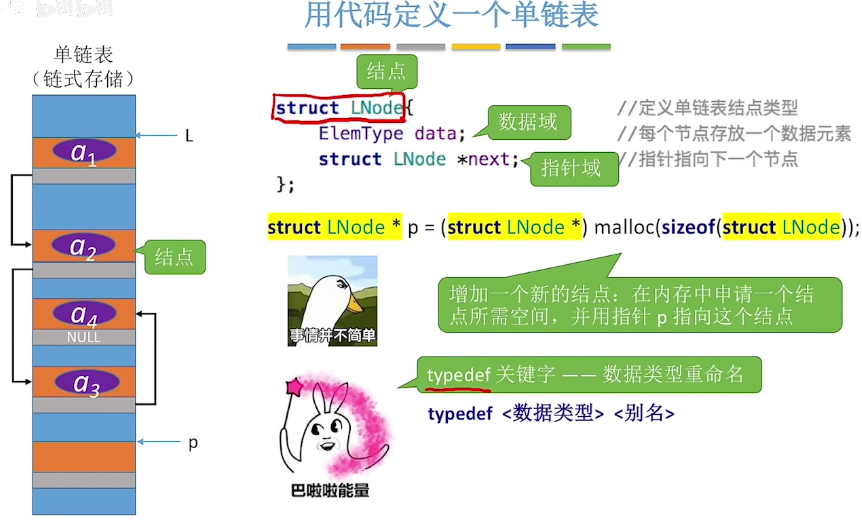 用代码定义一个单链表
单链表
（链式存储）
L
a1
a2
结点
a4
NULL
a3
p
结点
struct LNode{ //定义单链表结点类型
ElemType data; 数据域 //每个节点存放一个数据元素
struct LNode *next; 指针域 //指针指向下一个节点
};
struct LNode * p = (struct LNode *) malloc(sizeof(struct LNode));
增加一个新的结点：在内存中申请一个结
点所需空间，并用指针 p 指向这个结点
事情并不简单
typedef 关键字 —— 数据类型重命名
typedef <数据类型> <别名>
巴啦啦能量